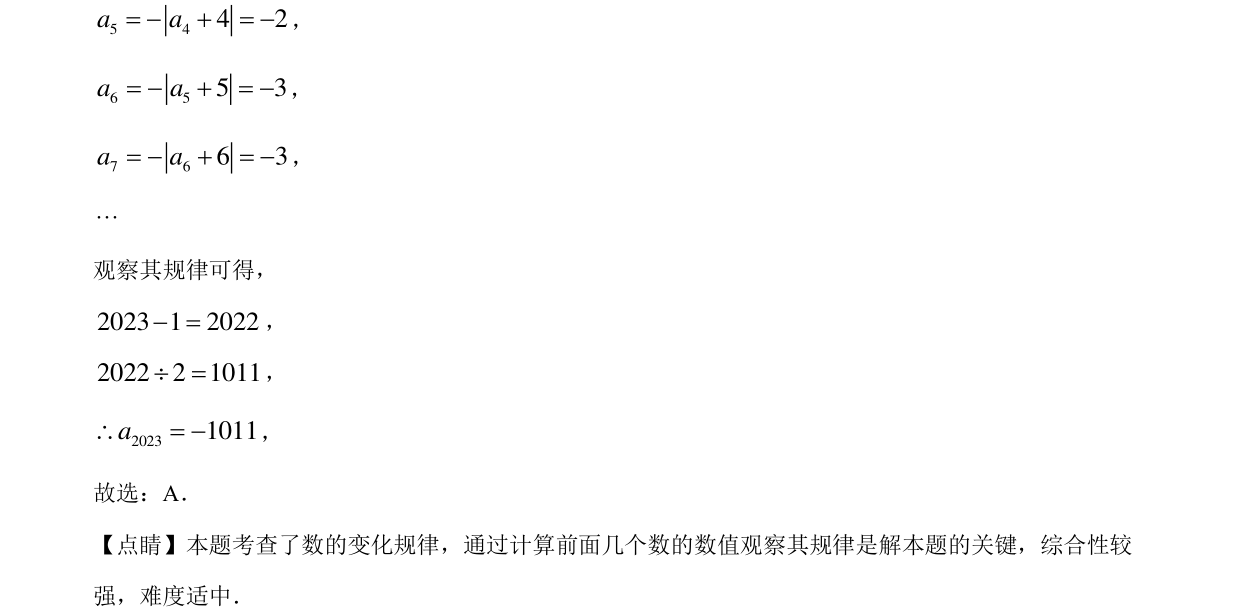 a₅ = −|a₄ + 4| = −2，
a₆ = −|a₅ + 5| = −3，
a₇ = −|a₆ + 6| = −3，
…
观察其规律可得，
2023 − 1 = 2022，
2022 ÷ 2 = 1011，
∴ a₂₀₂₃ = −1011，
故选：A．
【点睛】本题考查了数的变化规律，通过计算前面几个数的数值观察其规律是解本题的关键，综合性较
强，难度适中．